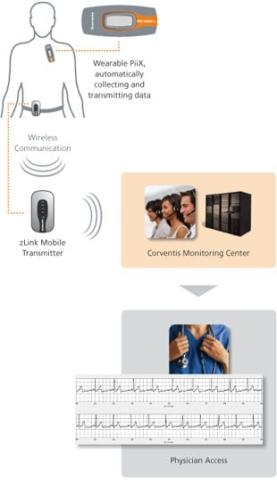 Wearable PiiX,
automatically
collecting and
transmitting data
Wireless
Communication
zLink Mobile
Transmitter
Corventis Monitoring Center
Physician Access